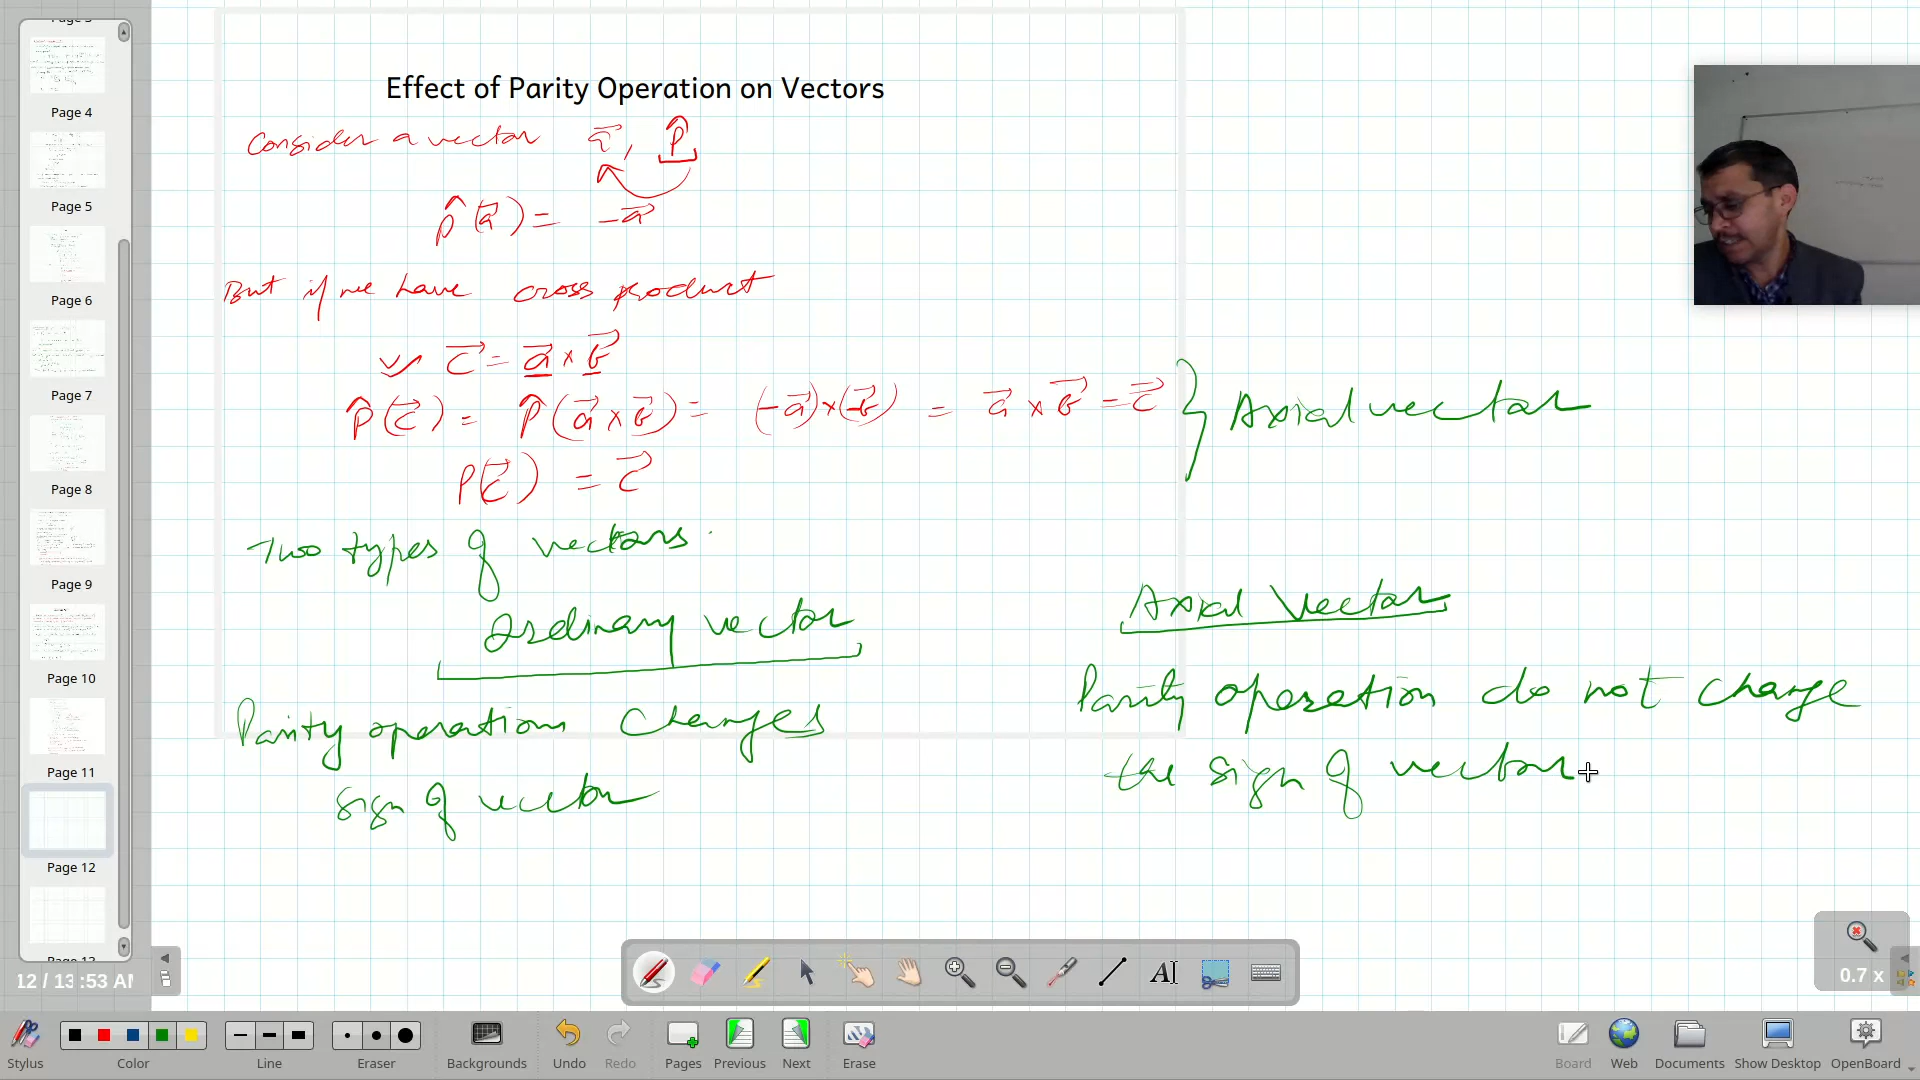 Effect of Parity Operation on Vectors
Consider a vector a⃗, P̂
P̂(a⃗) = -a⃗
But if we have cross product
c⃗ = a⃗ × b⃗
P̂(c⃗) = P̂(a⃗ × b⃗) = (-a⃗)×(-b⃗) = a⃗ × b⃗ = c⃗ } Axial vector
P(c⃗) = c⃗
Two types of vectors.
Ordinary vector
Parity operation changes
sign of vector
Axial Vector
Parity operation do not change
the sign of vector
Page 4
Page 5
Page 6
Page 7
Page 8
Page 9
Page 10
Page 11
Page 12
12 / 13
:53 AM
0.7 x
Stylus
Color
Line
Eraser
Backgrounds
Undo
Redo
Pages
Previous
Next
Erase
Board
Web
Documents
Show Desktop
OpenBoard